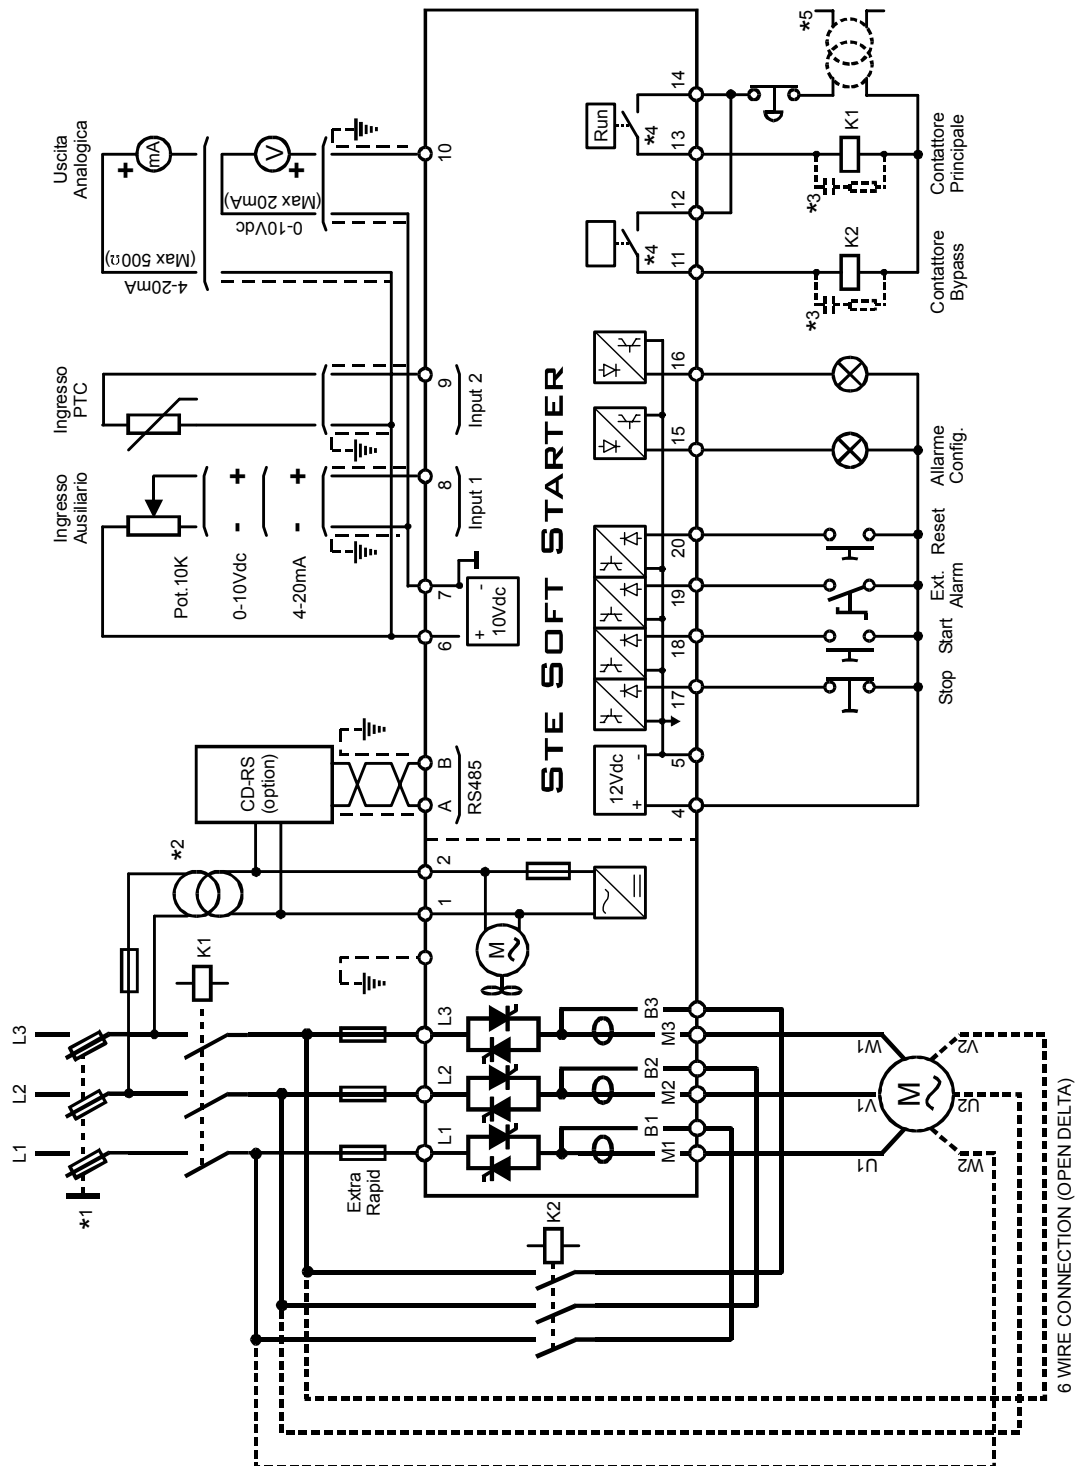 Uscita
Analogica
mA
+
V
+
(Max 20mA)
0-10Vdc
(Max 500Ω)
4-20mA
Ingresso
PTC
Ingresso
Ausiliario
Pot.10K
- +
0-10Vdc
- +
4-20mA
10
9
Input 2
8
Input 1
7
6
- +
10Vdc
CD-RS
(option)
B
A
RS485
*2
2
1
K1
L3
L2
L1
*1
Extra
Rapid
M
L3
L2
L1
B3
M3
B2
M2
B1
M1
K2
STE SOFT STARTER
Run
*4
14
13
*4
12
11
16
15
20
19
18
17
12Vdc
- +
5
4
*5
K1
*3
Contattore
Principale
K2
*3
Contattore
Bypass
Allarme
Config.
Reset
Ext.
Alarm
Start
Stop
W1
V1
U1
M
V2
U2
W2
6 WIRE CONNECTION (OPEN DELTA)